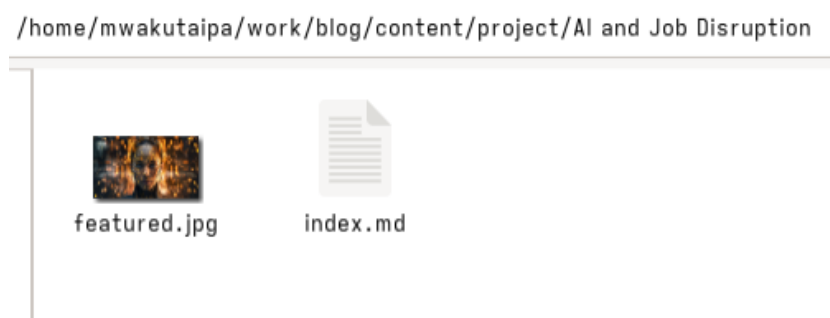 /home/mwakutaipa/work/blog/content/project/AI and Job Disruption
featured.jpg
index.md